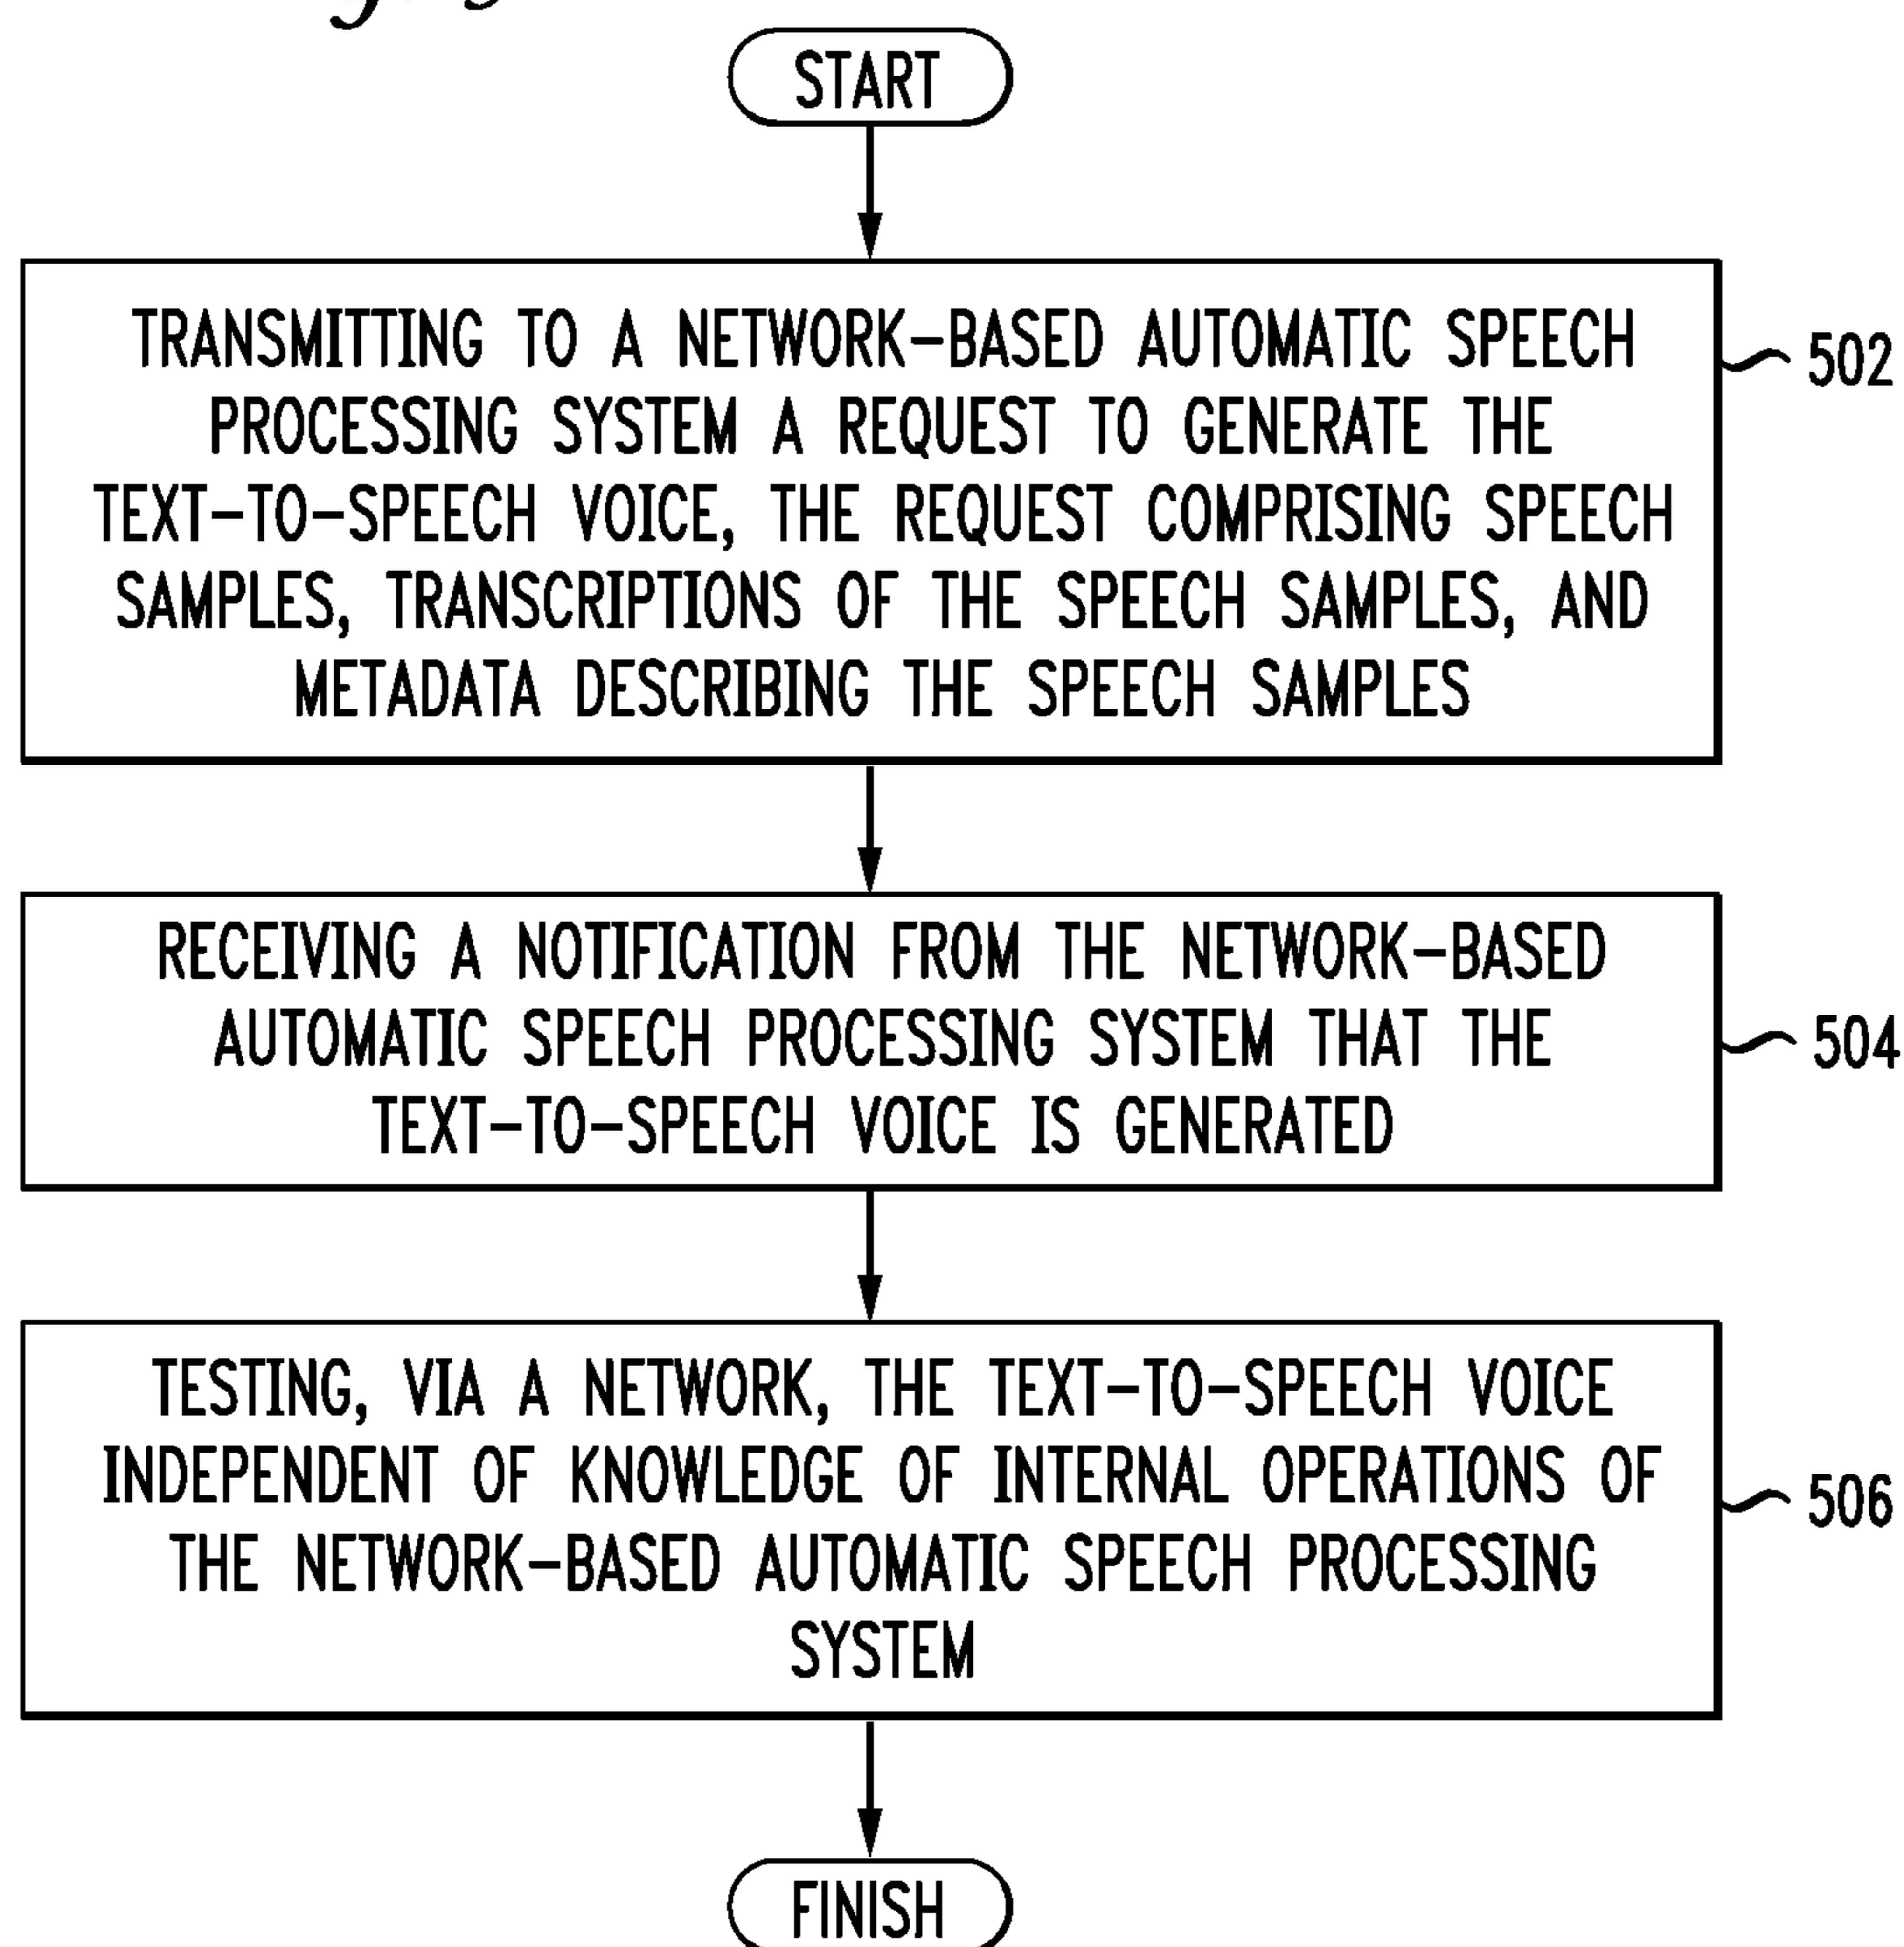 START
TRANSMITTING TO A NETWORK-BASED AUTOMATIC SPEECH
PROCESSING SYSTEM A REQUEST TO GENERATE THE
TEXT-TO-SPEECH VOICE, THE REQUEST COMPRISING SPEECH
SAMPLES, TRANSCRIPTIONS OF THE SPEECH SAMPLES, AND
METADATA DESCRIBING THE SPEECH SAMPLES
502
RECEIVING A NOTIFICATION FROM THE NETWORK-BASED
AUTOMATIC SPEECH PROCESSING SYSTEM THAT THE
TEXT-TO-SPEECH VOICE IS GENERATED
504
TESTING, VIA A NETWORK, THE TEXT-TO-SPEECH VOICE
INDEPENDENT OF KNOWLEDGE OF INTERNAL OPERATIONS OF
THE NETWORK-BASED AUTOMATIC SPEECH PROCESSING
SYSTEM
506
FINISH